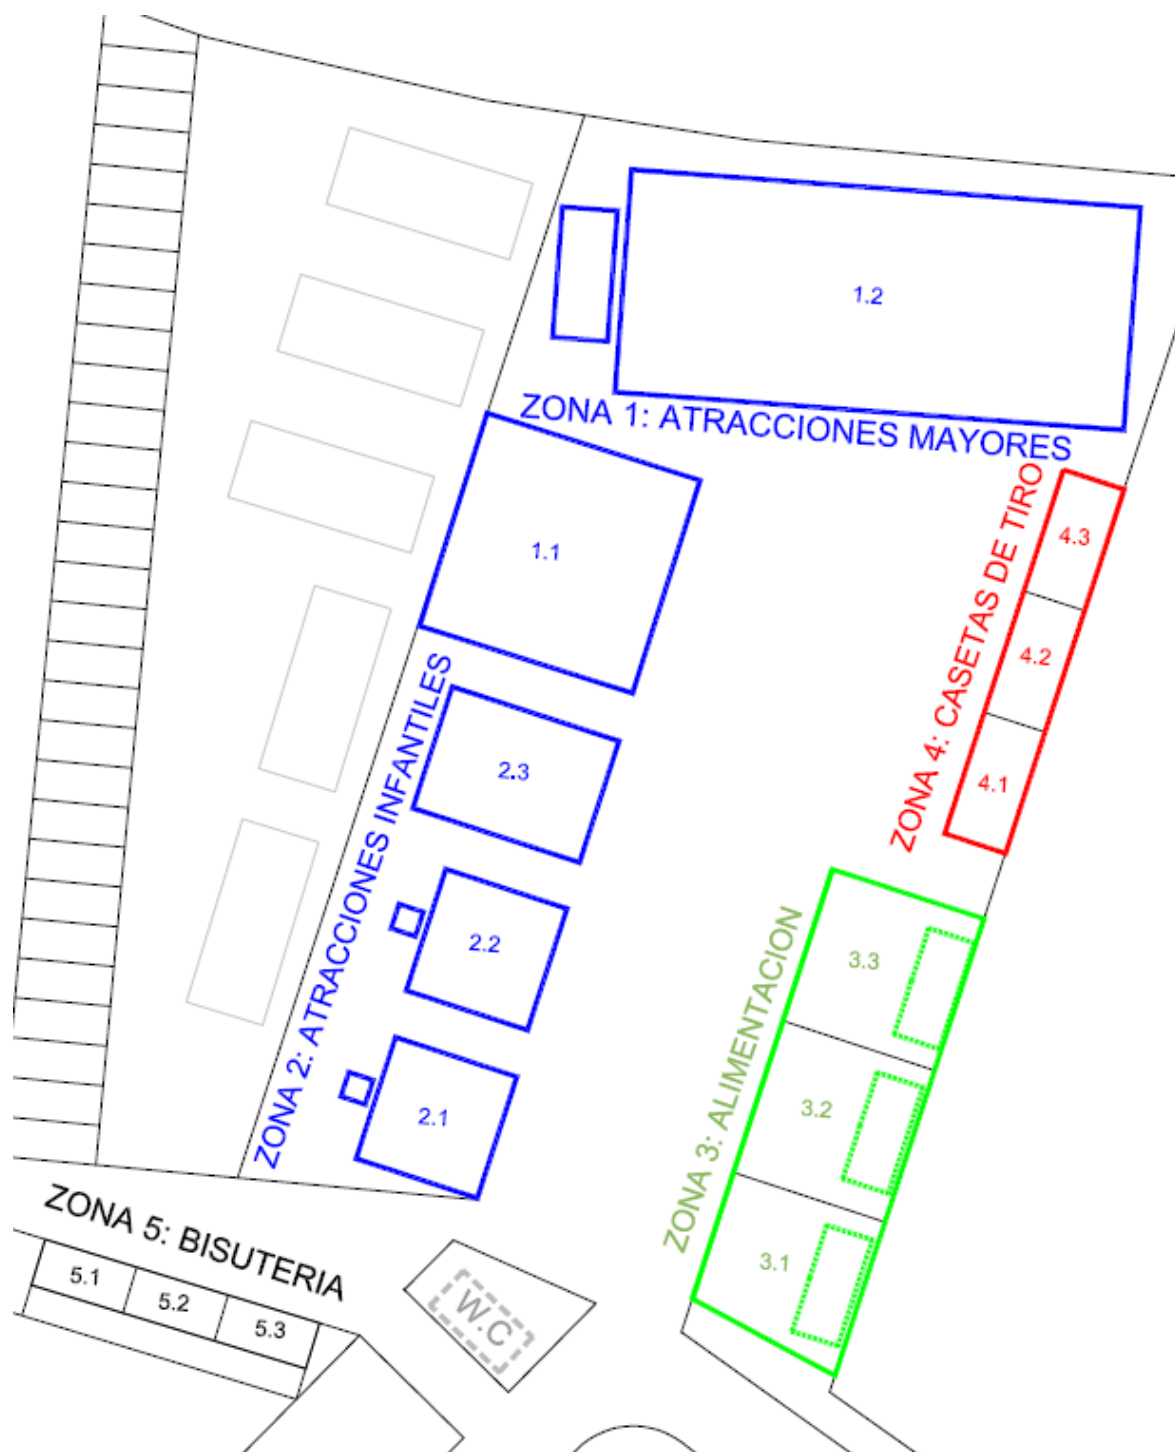 1.2
ZONA 1: ATRACCIONES MAYORES
1.1
4.3
4.2
4.1
ZONA 4: CASETAS DE TIRO
2.3
2.2
2.1
ZONA 2: ATRACCIONES INFANTILES
3.3
3.2
3.1
ZONA 3: ALIMENTACION
ZONA 5: BISUTERIA
5.1
5.2
5.3
W.C